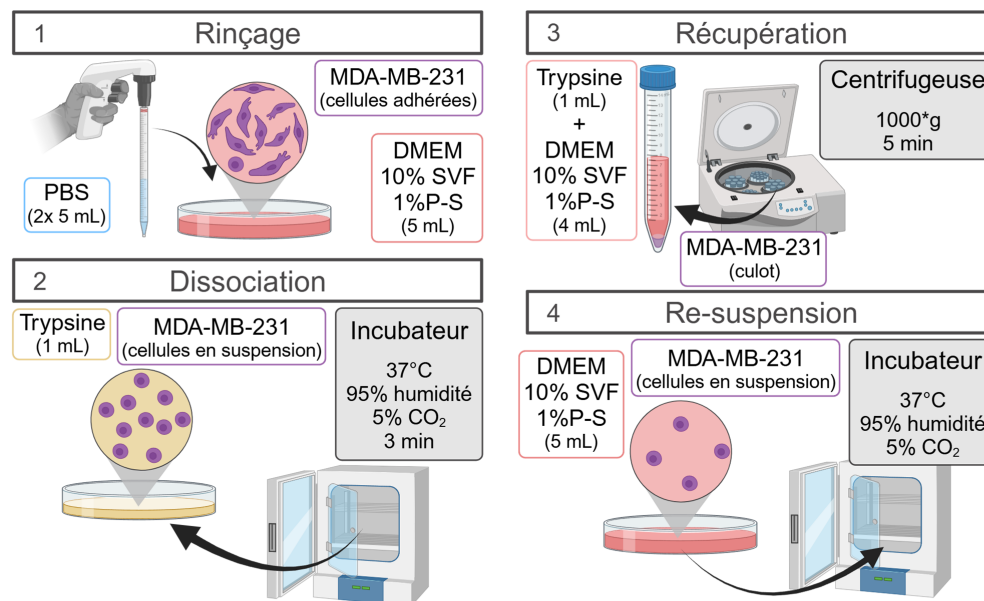 1
Rinçage
MDA-MB-231
(cellules adhérées)
DMEM
10% SVF
1%P-S
(5 mL)
PBS
(2x 5 mL)
2
Dissociation
Trypsine
(1 mL)
MDA-MB-231
(cellules en suspension)
Incubateur
37°C
95% humidité
5% CO₂
3 min
3
Récupération
Trypsine
(1 mL)
+
DMEM
10% SVF
1%P-S
(4 mL)
Centrifugeuse
1000*g
5 min
MDA-MB-231
(culot)
4
Re-suspension
DMEM
10% SVF
1%P-S
(5 mL)
MDA-MB-231
(cellules en suspension)
Incubateur
37°C
95% humidité
5% CO₂